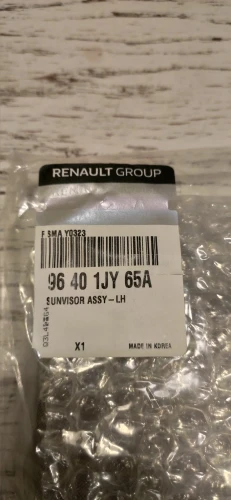 RENAULT GROUP
F SMA Y0323
96 40 1JY 65A
SUNVISOR ASSY-LH
X1
MADE IN KOREA